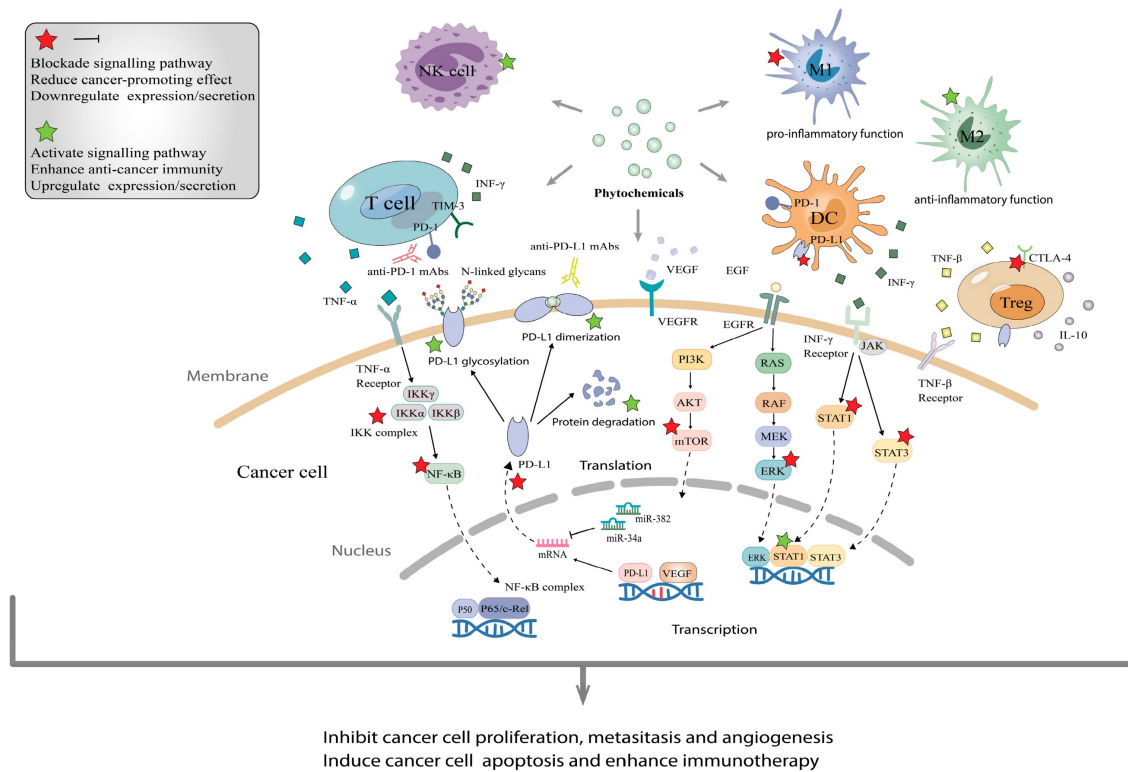 Blockade signalling pathway
Reduce cancer-promoting effect
Downregulate expression/secretion
Activate signalling pathway
Enhance anti-cancer immunity
Upregulate expression/secretion
NK cell
M1
pro-inflammatory function
M2
anti-inflammatory function
Phytochemicals
INF-γ
T cell
TIM-3
PD-1
anti-PD-1 mAbs
TNF-α
N-linked glycans
anti-PD-L1 mAbs
VEGF
EGF
PD-1
DC
PD-L1
INF-γ
TNF-β
CTLA-4
Treg
IL-10
VEGFR
EGFR
INF-γ
Receptor
JAK
TNF-β
Receptor
Membrane
TNF-α
Receptor
PD-L1 glycosylation
PD-L1 dimerization
IKKγ
IKKα
IKKβ
IKK complex
NF-κB
PD-L1
Protein degradation
PI3K
AKT
mTOR
RAS
RAF
MEK
ERK
STAT1
STAT3
Cancer cell
Translation
Nucleus
miR-382
miR-34a
mRNA
PD-L1
VEGF
ERK
STAT1
STAT3
NF-κB complex
P50
P65/c-Rel
Transcription
Inhibit cancer cell proliferation, metasitasis and angiogenesis
Induce cancer cell apoptosis and enhance immunotherapy